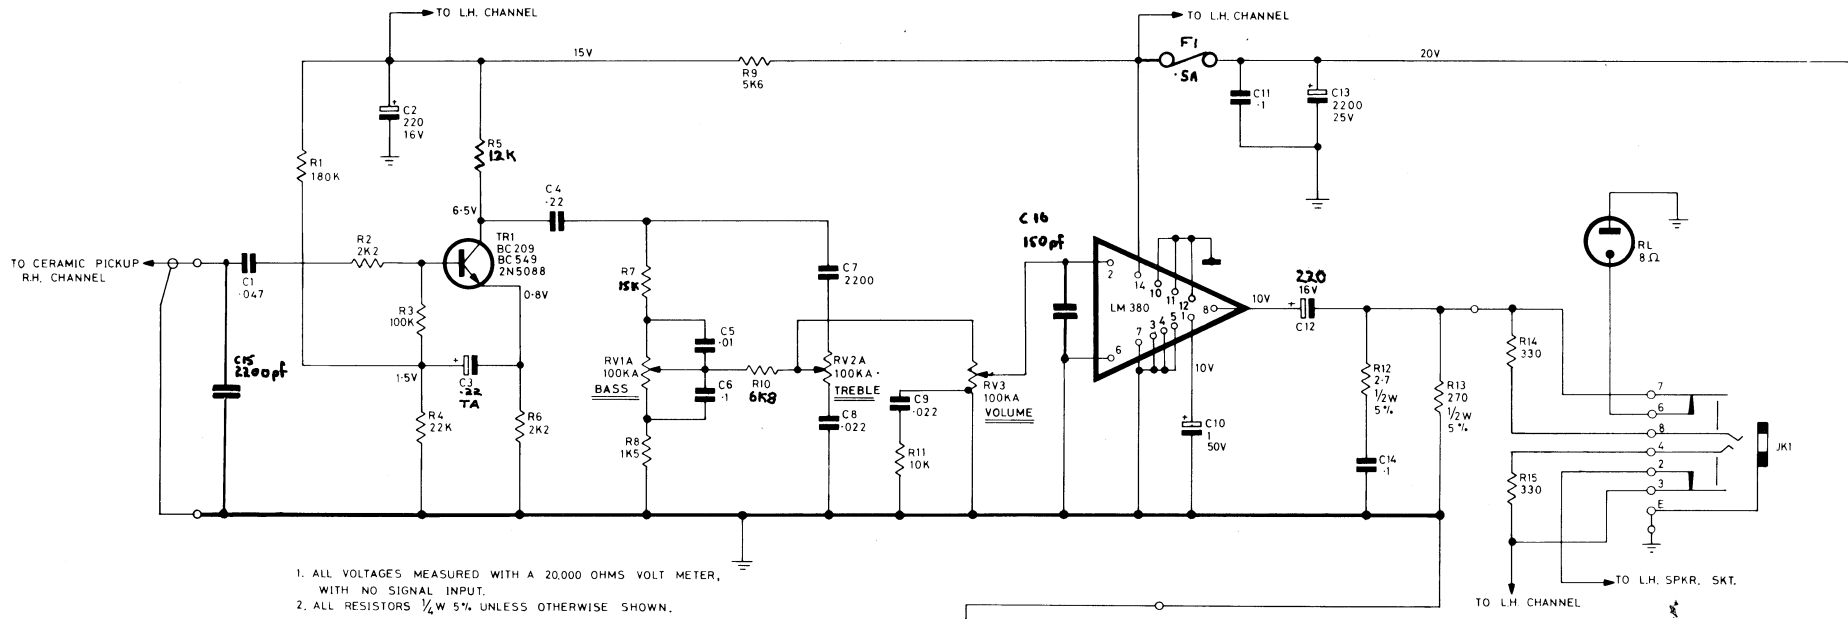 TO L.H. CHANNEL
TO L.H. CHANNEL
15V
R9
5K6
F1
.5A
20V
C11
.1
+
C13
2200
25V
+
C2
220
16V
R1
180K
R5
12K
C4
.22
6.5V
TR1
BC209
BC549
2N5088
0.8V
TO CERAMIC PICKUP
R.H. CHANNEL
C1
.047
R2
2K2
R3
100K
C15
2200pf
1.5V
+
C3
.22
TA
R4
22K
R6
2K2
R7
15K
C5
.01
RV1A
100KA
BASS
C6
.1
R8
1K5
R10
6K8
C7
2200
RV2A
100KA.
TREBLE
C8
.022
C9
.022
R11
10K
RV3
100KA
VOLUME
C16
150pf
2
14
10
11
12
1
LM 380
8
7
3
4
5
6
10V
10V
+
C10
1
50V
220
16V
+
C12
R12
2.7
1/2W
5%
C14
.1
R13
270
1/2W
5%
R14
330
R15
330
RL
8Ω
7
6
8
4
2
3
E
JK1
TO L.H. SPKR. SKT.
TO L.H. CHANNEL
1. ALL VOLTAGES MEASURED WITH A 20,000 OHMS VOLT METER,
WITH NO SIGNAL INPUT.
2. ALL RESISTORS 1/4W 5% UNLESS OTHERWISE SHOWN.